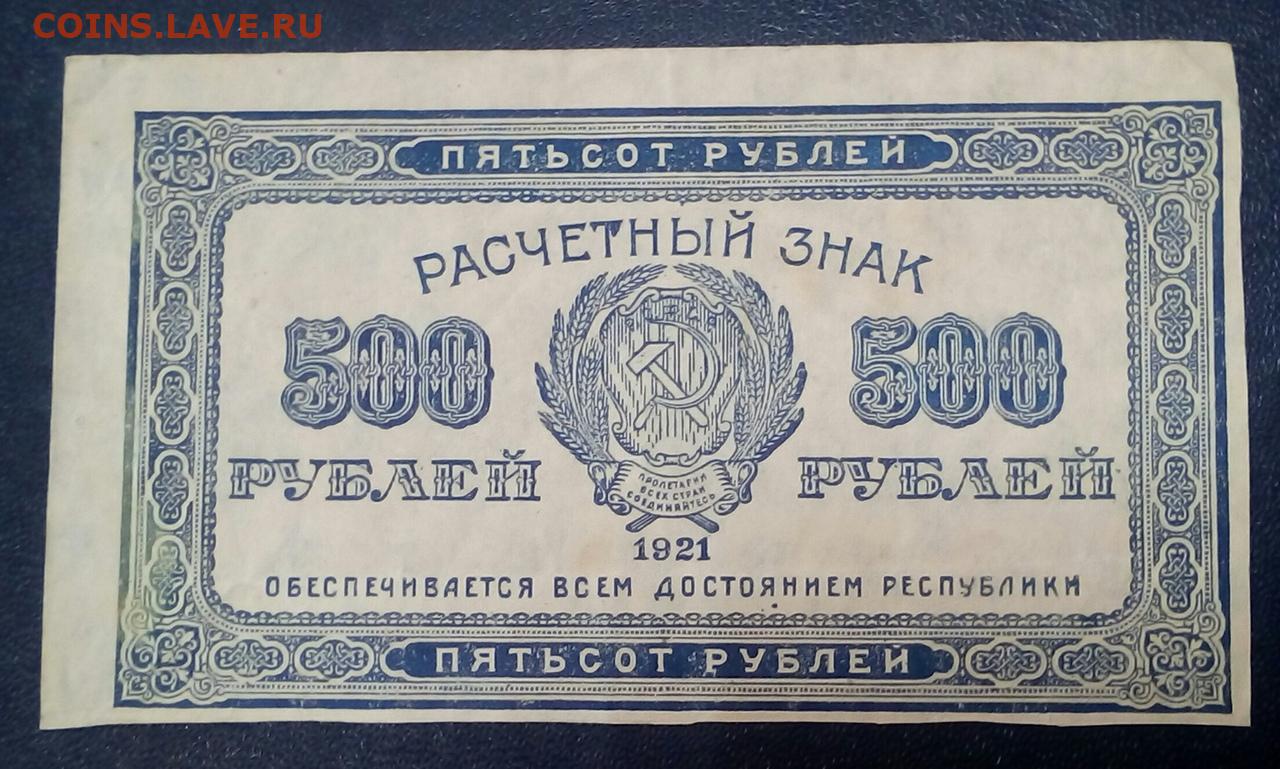 COINS.LAVE.RU
ПЯТЬСОТ РУБЛЕЙ
РАСЧЕТНЫЙ ЗНАК
500 500
РУБЛЕЙ РУБЛЕЙ
ПРОЛЕТАРИИ
ВСЕХ СТРАН
СОЕДИНЯЙТЕСЬ
1921
ОБЕСПЕЧИВАЕТСЯ ВСЕМ ДОСТОЯНИЕМ РЕСПУБЛИКИ
ПЯТЬСОТ РУБЛЕЙ